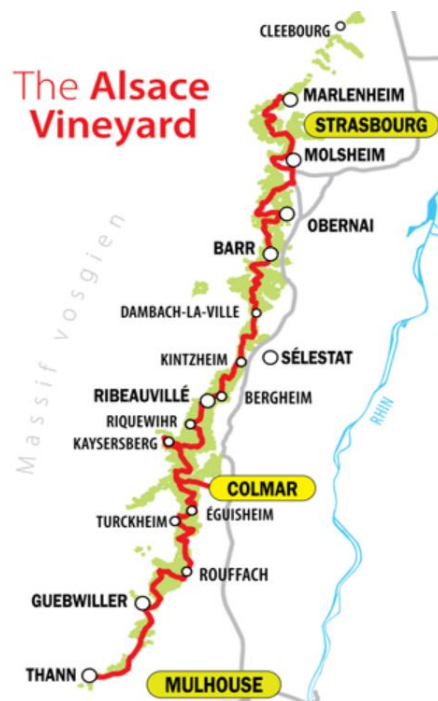 CLEEBOURG
The Alsace
Vineyard
MARLENHEIM
STRASBOURG
MOLSHEIM
OBERNAI
BARR
Massif vosgien
DAMBACH-LA-VILLE
KINTZHEIM
SÉLESTAT
RIBEAUVILLÉ
BERGHEIM
RIQUEWIHR
RHIN
KAYSERSBERG
COLMAR
TURCKHEIM
ÉGUISHEIM
ROUFFACH
GUEBWILLER
THANN
MULHOUSE